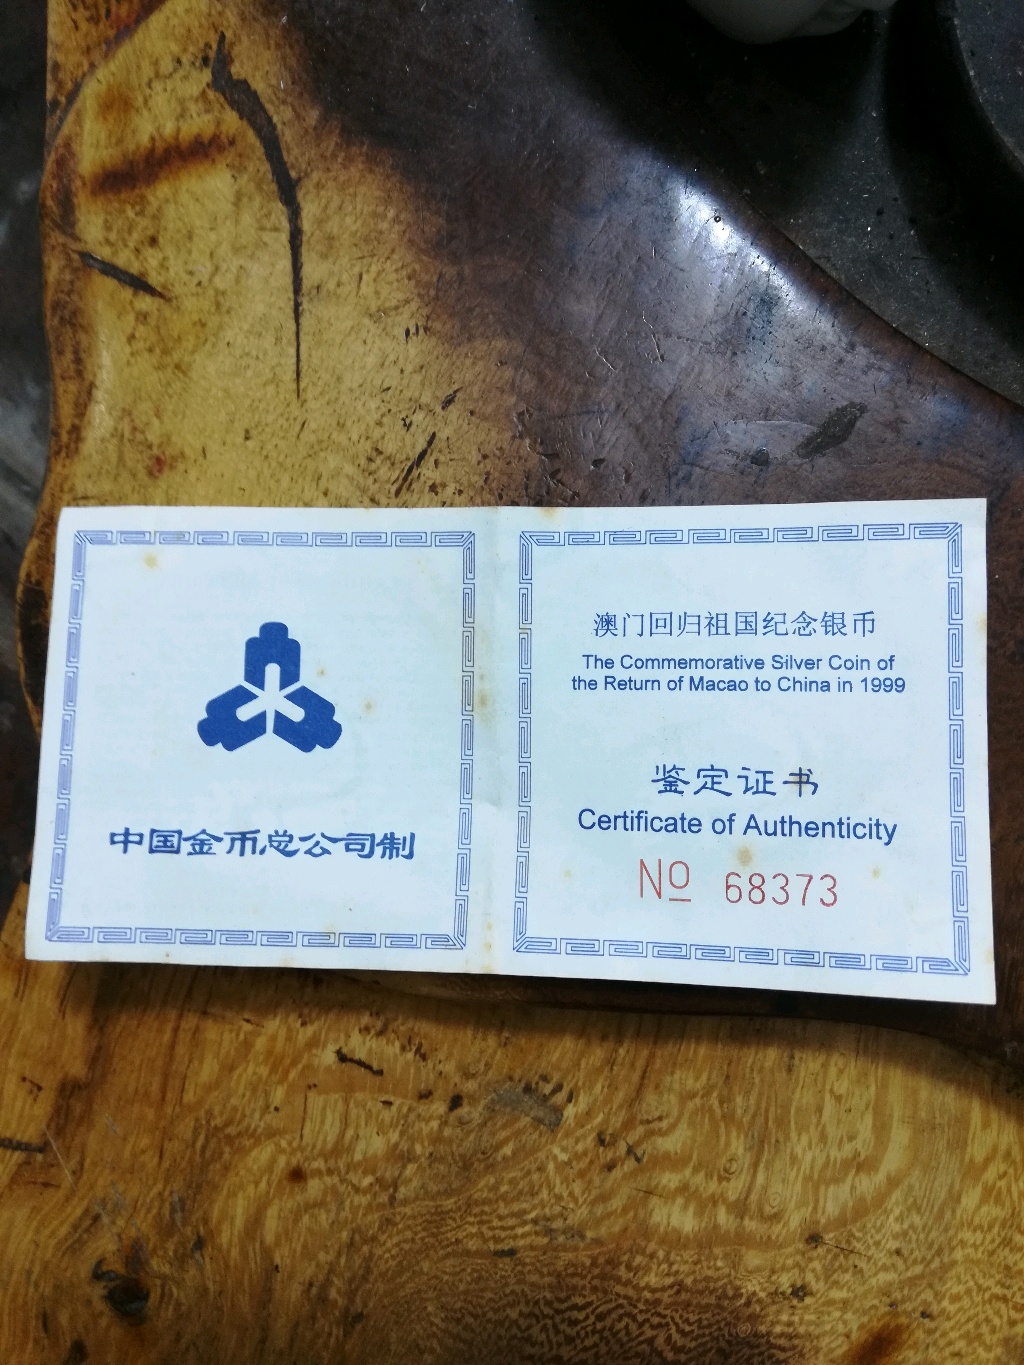 中国金币总公司制
澳门回归祖国纪念银币
The Commemorative Silver Coin of
the Return of Macao to China in 1999
鉴定证书
Certificate of Authenticity
No 68373